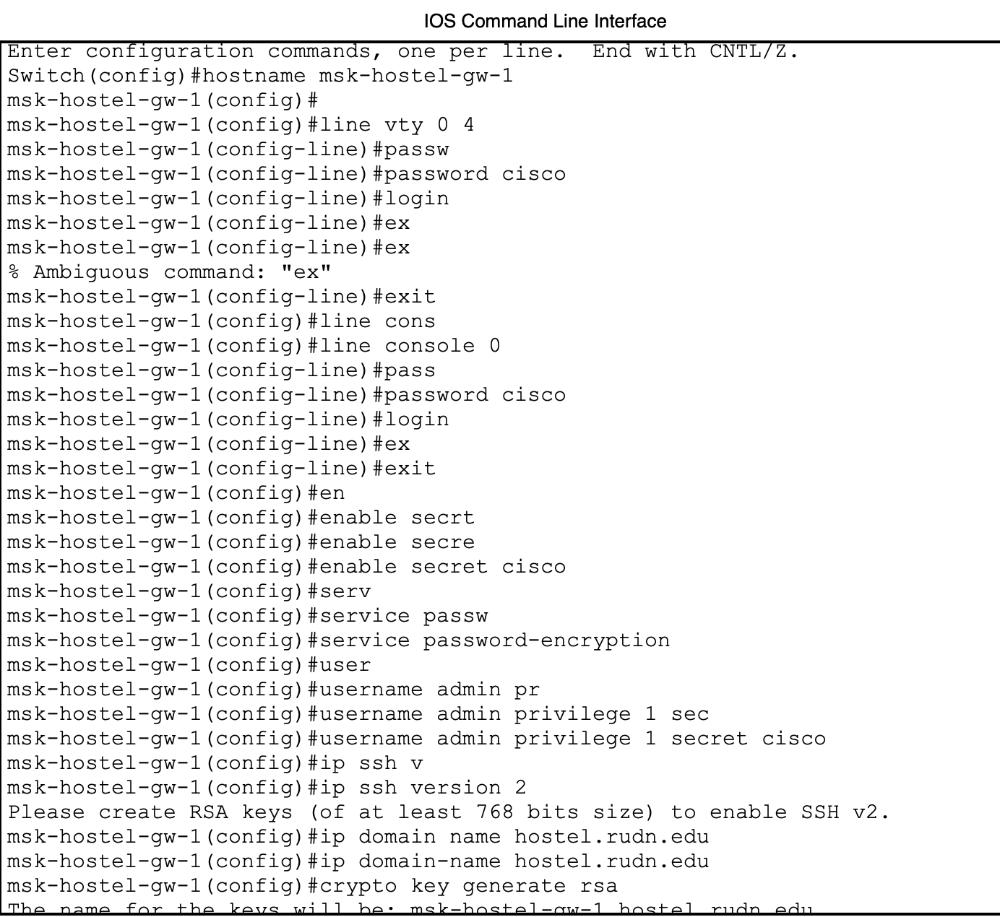 IOS Command Line Interface
Enter configuration commands, one per line.  End with CNTL/Z.
Switch(config)#hostname msk-hostel-gw-1
msk-hostel-gw-1(config)#
msk-hostel-gw-1(config)#line vty 0 4
msk-hostel-gw-1(config-line)#passw
msk-hostel-gw-1(config-line)#password cisco
msk-hostel-gw-1(config-line)#login
msk-hostel-gw-1(config-line)#ex
msk-hostel-gw-1(config-line)#ex
% Ambiguous command: "ex"
msk-hostel-gw-1(config-line)#exit
msk-hostel-gw-1(config)#line cons
msk-hostel-gw-1(config)#line console 0
msk-hostel-gw-1(config-line)#pass
msk-hostel-gw-1(config-line)#password cisco
msk-hostel-gw-1(config-line)#login
msk-hostel-gw-1(config-line)#ex
msk-hostel-gw-1(config-line)#exit
msk-hostel-gw-1(config)#en
msk-hostel-gw-1(config)#enable secrt
msk-hostel-gw-1(config)#enable secre
msk-hostel-gw-1(config)#enable secret cisco
msk-hostel-gw-1(config)#serv
msk-hostel-gw-1(config)#service passw
msk-hostel-gw-1(config)#service password-encryption
msk-hostel-gw-1(config)#user
msk-hostel-gw-1(config)#username admin pr
msk-hostel-gw-1(config)#username admin privilege 1 sec
msk-hostel-gw-1(config)#username admin privilege 1 secret cisco
msk-hostel-gw-1(config)#ip ssh v
msk-hostel-gw-1(config)#ip ssh version 2
Please create RSA keys (of at least 768 bits size) to enable SSH v2.
msk-hostel-gw-1(config)#ip domain name hostel.rudn.edu
msk-hostel-gw-1(config)#ip domain-name hostel.rudn.edu
msk-hostel-gw-1(config)#crypto key generate rsa
The name for the keys will be: msk-hostel-gw-1.hostel.rudn.edu